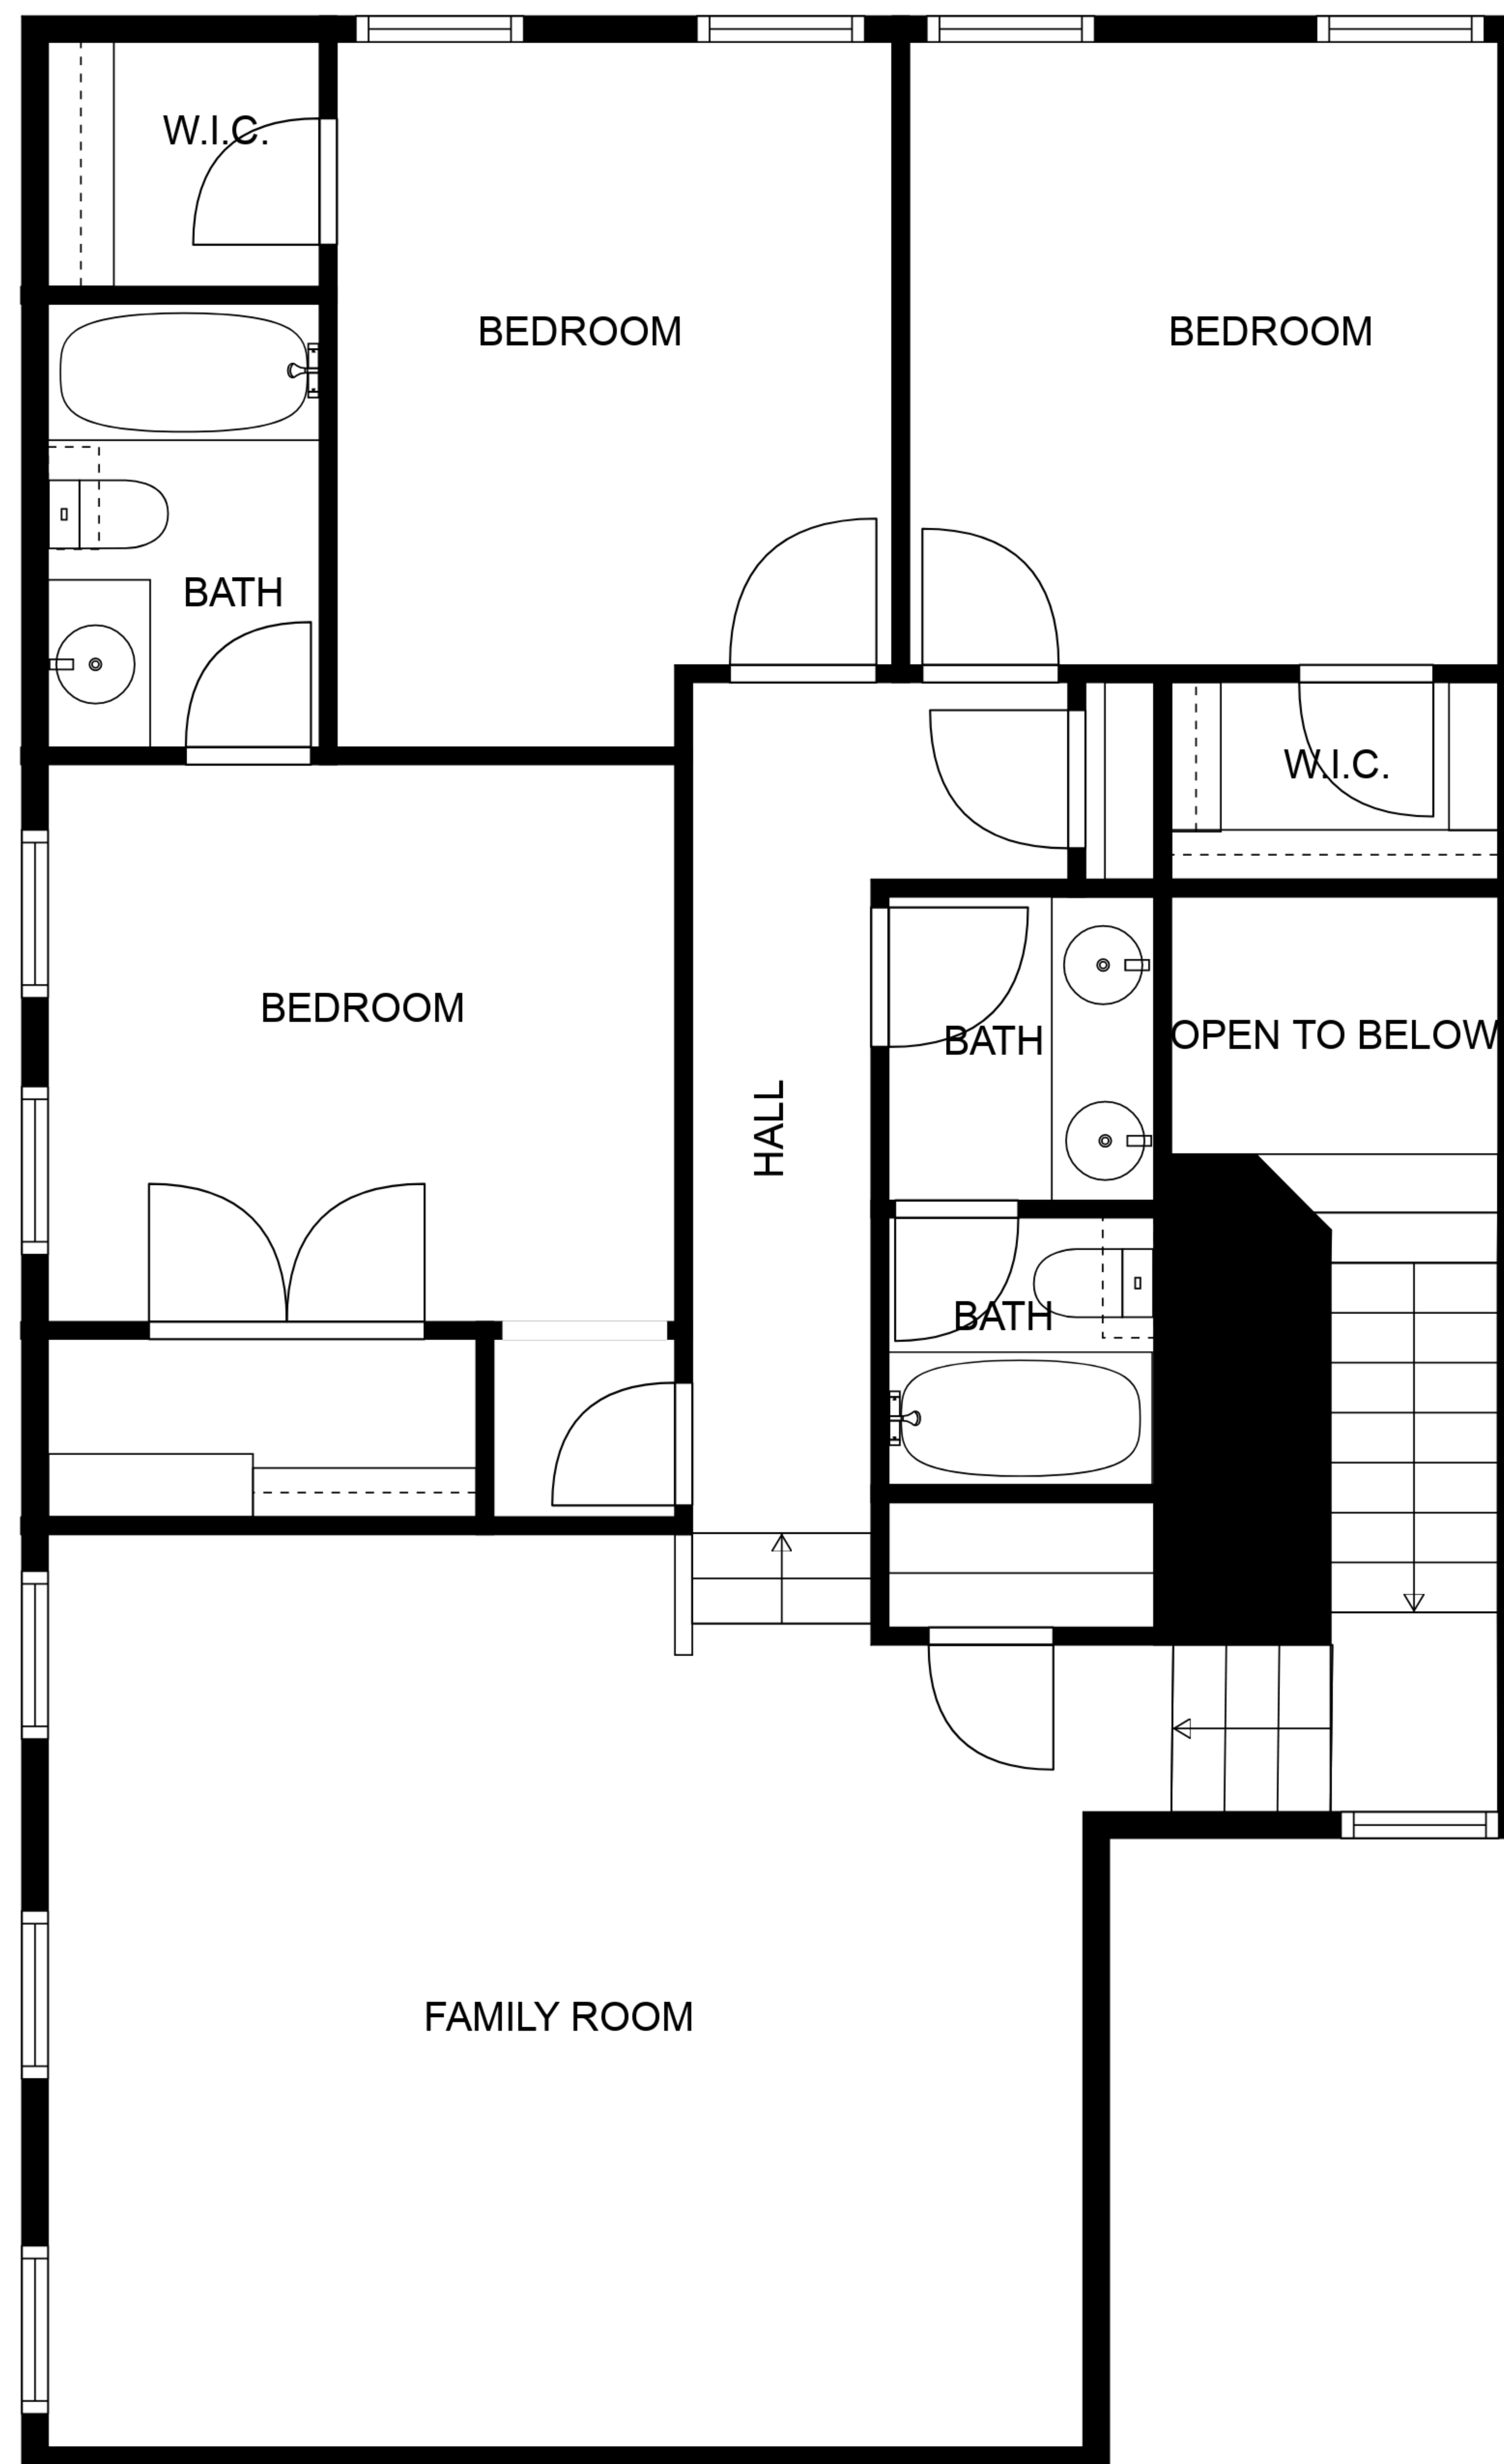 W.I.C.
BEDROOM
BEDROOM
BATH
W.I.C.
BEDROOM
BATH
OPEN TO BELOW
HALL
BATH
FAMILY ROOM